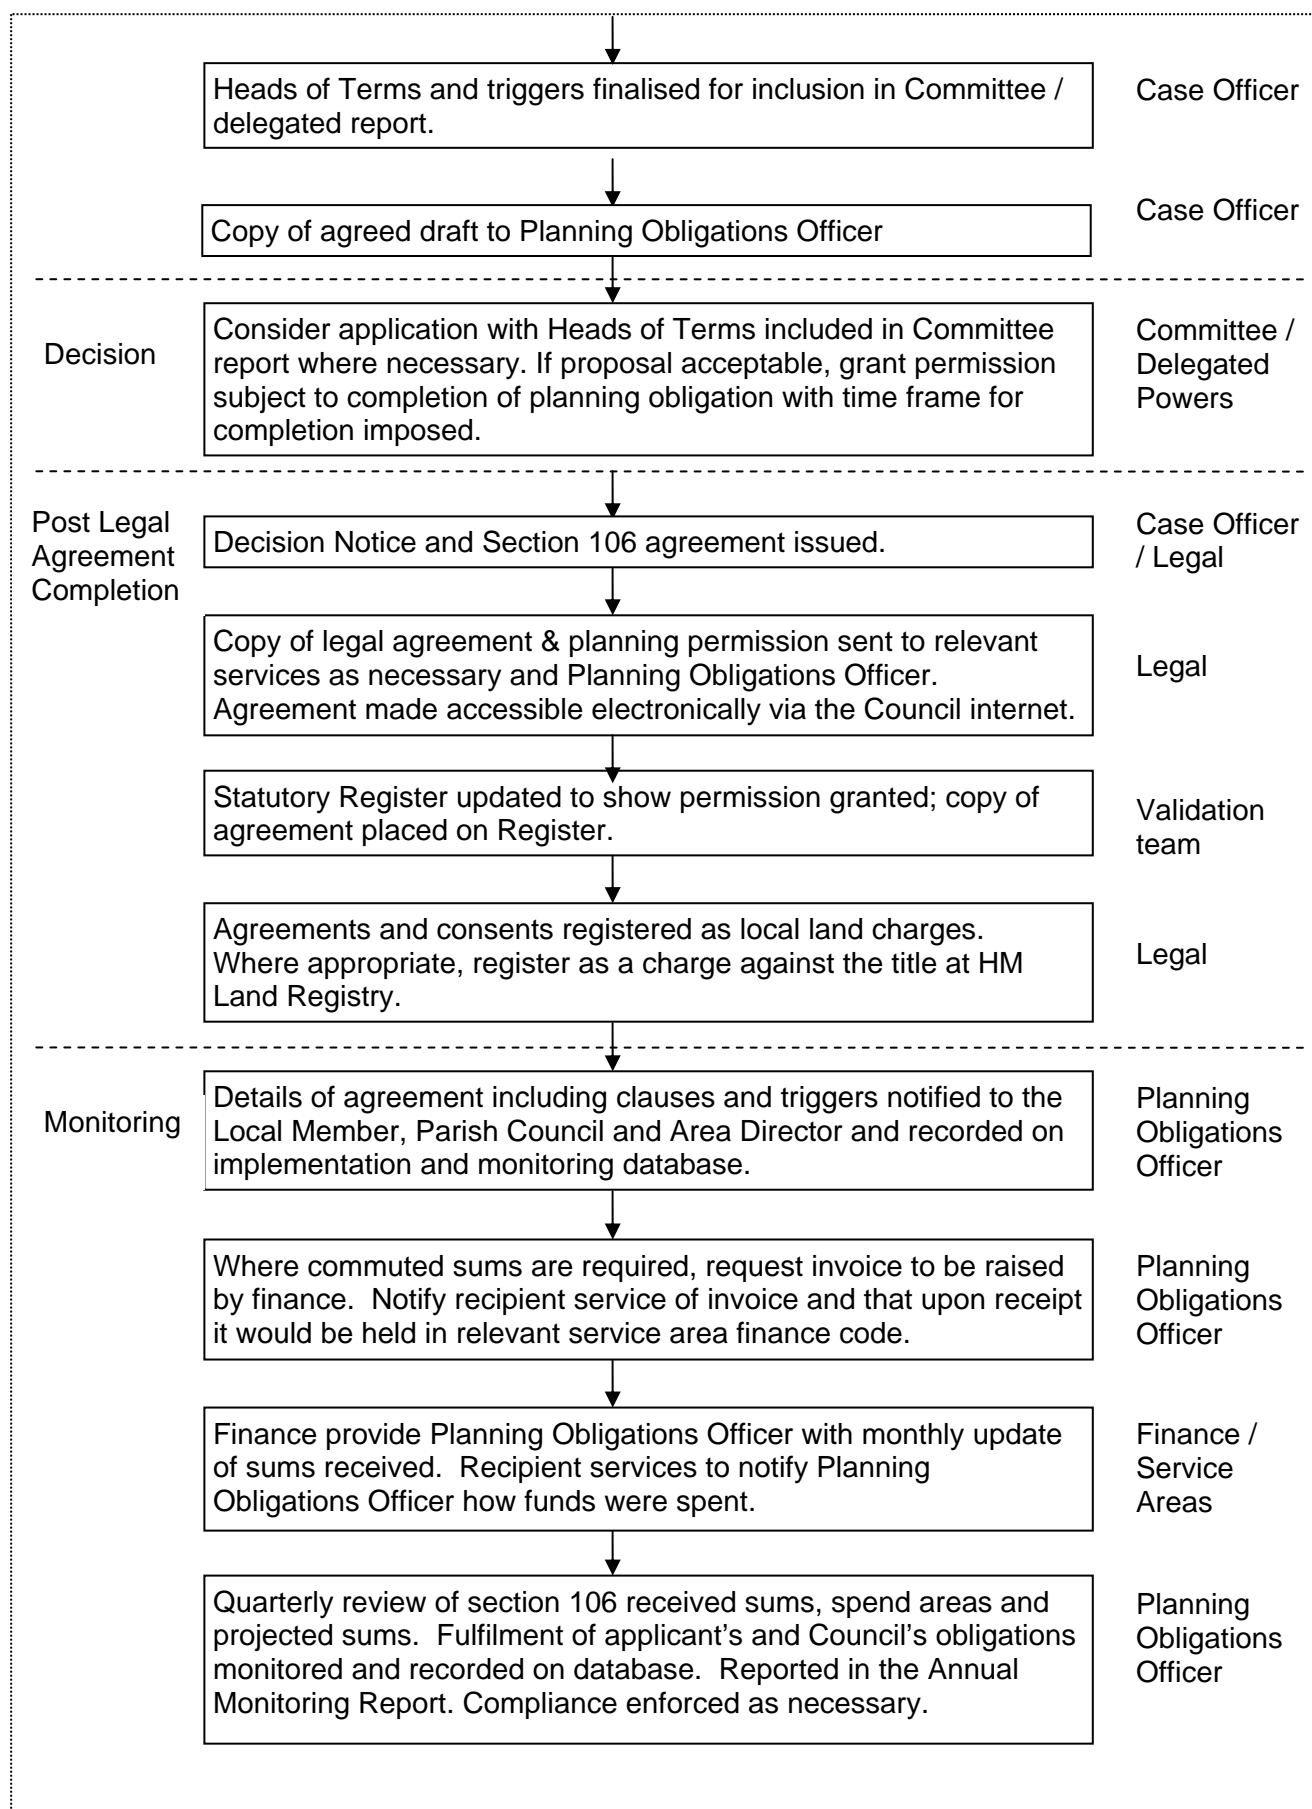 Heads of Terms and triggers finalised for inclusion in Committee /
delegated report.
Case Officer
Copy of agreed draft to Planning Obligations Officer
Case Officer
Decision
Consider application with Heads of Terms included in Committee
report where necessary. If proposal acceptable, grant permission
subject to completion of planning obligation with time frame for
completion imposed.
Committee /
Delegated
Powers
Post Legal
Agreement
Completion
Decision Notice and Section 106 agreement issued.
Case Officer
/ Legal
Copy of legal agreement & planning permission sent to relevant
services as necessary and Planning Obligations Officer.
Agreement made accessible electronically via the Council internet.
Legal
Statutory Register updated to show permission granted; copy of
agreement placed on Register.
Validation
team
Agreements and consents registered as local land charges.
Where appropriate, register as a charge against the title at HM
Land Registry.
Legal
Monitoring
Details of agreement including clauses and triggers notified to the
Local Member, Parish Council and Area Director and recorded on
implementation and monitoring database.
Planning
Obligations
Officer
Where commuted sums are required, request invoice to be raised
by finance.  Notify recipient service of invoice and that upon receipt
it would be held in relevant service area finance code.
Planning
Obligations
Officer
Finance provide Planning Obligations Officer with monthly update
of sums received.  Recipient services to notify Planning
Obligations Officer how funds were spent.
Finance /
Service
Areas
Quarterly review of section 106 received sums, spend areas and
projected sums.  Fulfilment of applicant's and Council's obligations
monitored and recorded on database.  Reported in the Annual
Monitoring Report. Compliance enforced as necessary.
Planning
Obligations
Officer